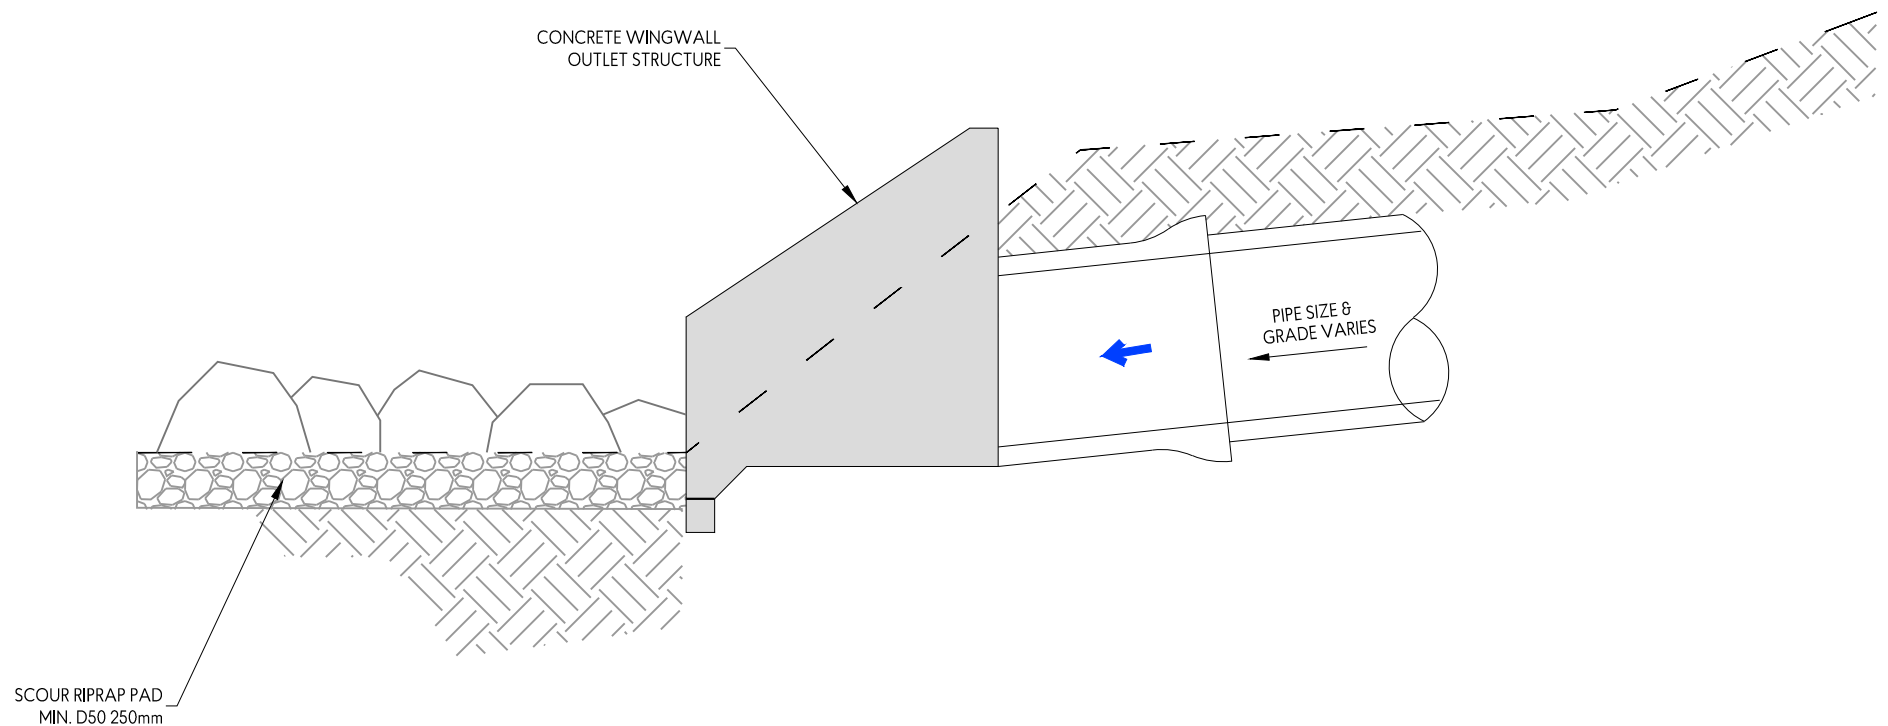 CONCRETE WINGWALL
OUTLET STRUCTURE
PIPE SIZE &
GRADE VARIES
SCOUR RIPRAP PAD
MIN. D50 250mm